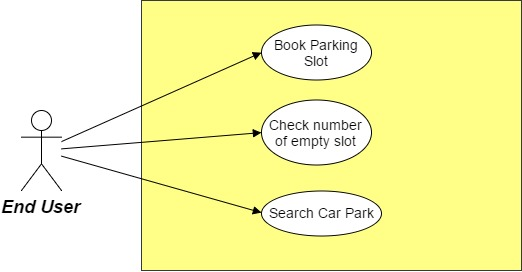 Book Parking
Slot
Check number
of empty slot
Search Car Park
End User